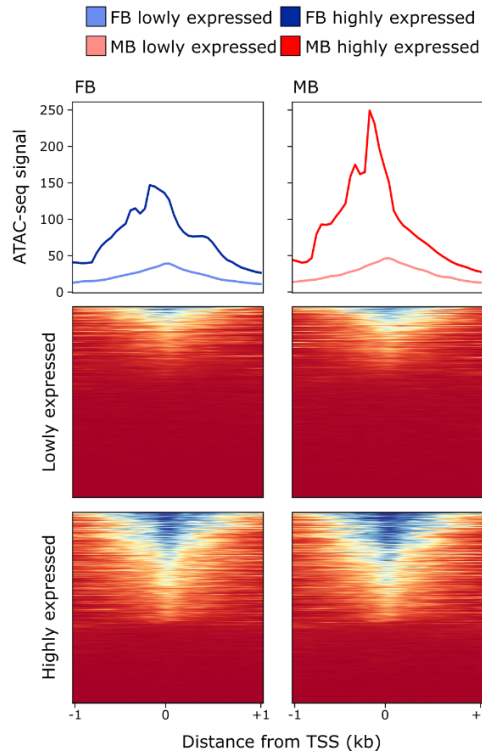 FB lowly expressed FB highly expressed
MB lowly expressed MB highly expressed
FB MB
ATAC-seq signal
250
200
150
100
50
0
Lowly expressed
Highly expressed
-1 0 +1 -1 0 +
Distance from TSS (kb)